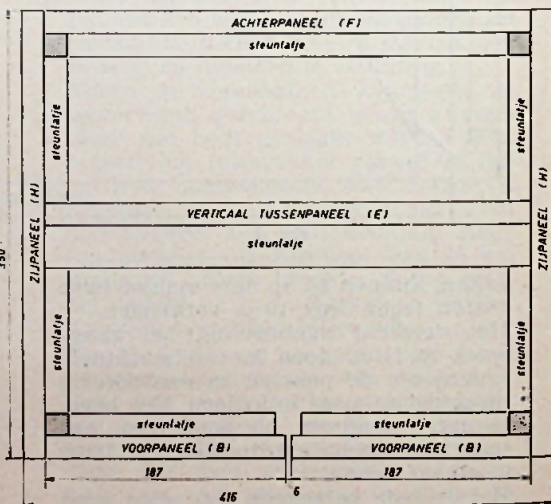 ACHTERPANEEL (F)
steunlatje
steunlatje
steunlatje
ZIJPANEEL (H)
ZIJPANEEL (H)
VERTICAAL TUSSENPANEEL (E)
steunlatje
steunlatje
steunlatje
steunlatje
steunlatje
VOORPANEEL (B)
VOORPANEEL (B)
187
6
187
416